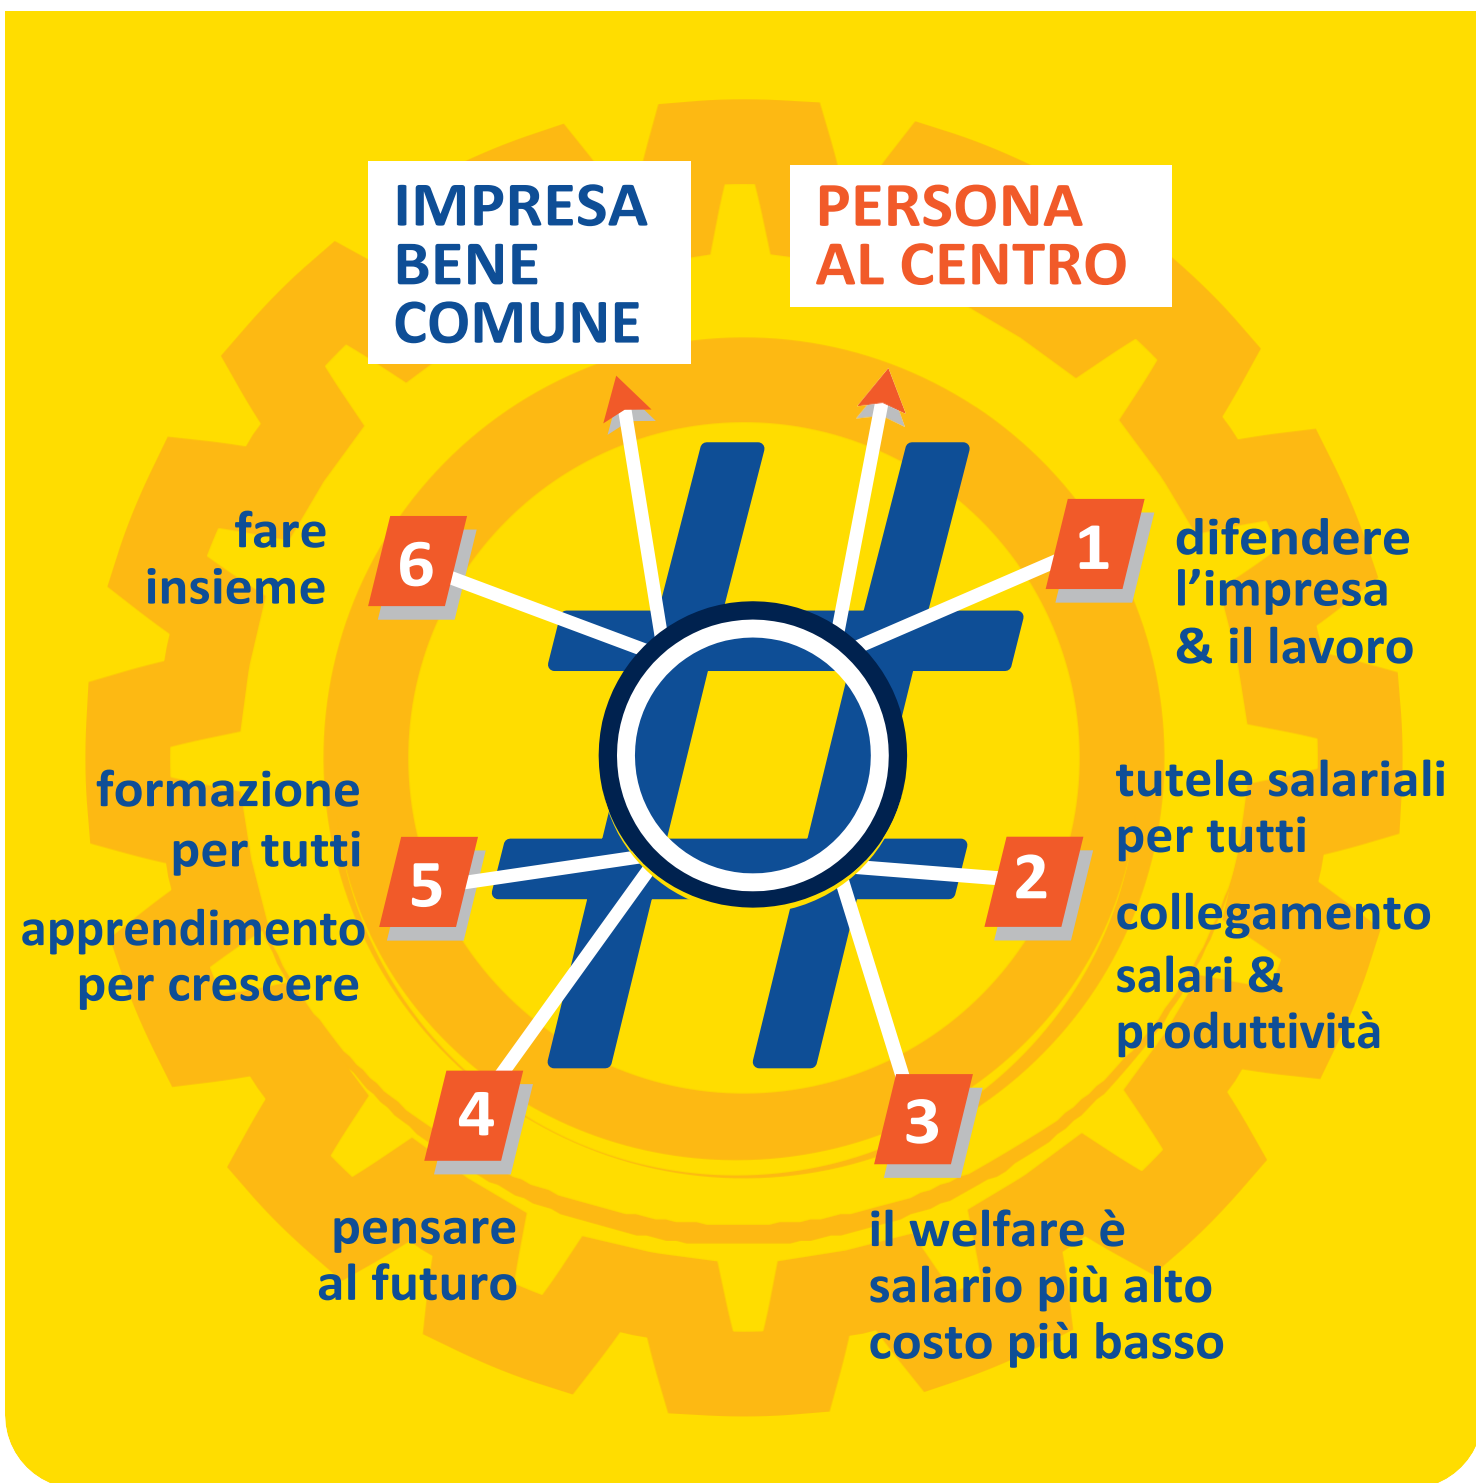 IMPRESA
BENE
COMUNE
PERSONA
AL CENTRO
#
1
difendere
l’impresa
& il lavoro
2
tutele salariali
per tutti
collegamento
salari &
produttività
3
il welfare è
salario più alto
costo più basso
4
pensare
al futuro
5
formazione
per tutti
apprendimento
per crescere
6
fare
insieme